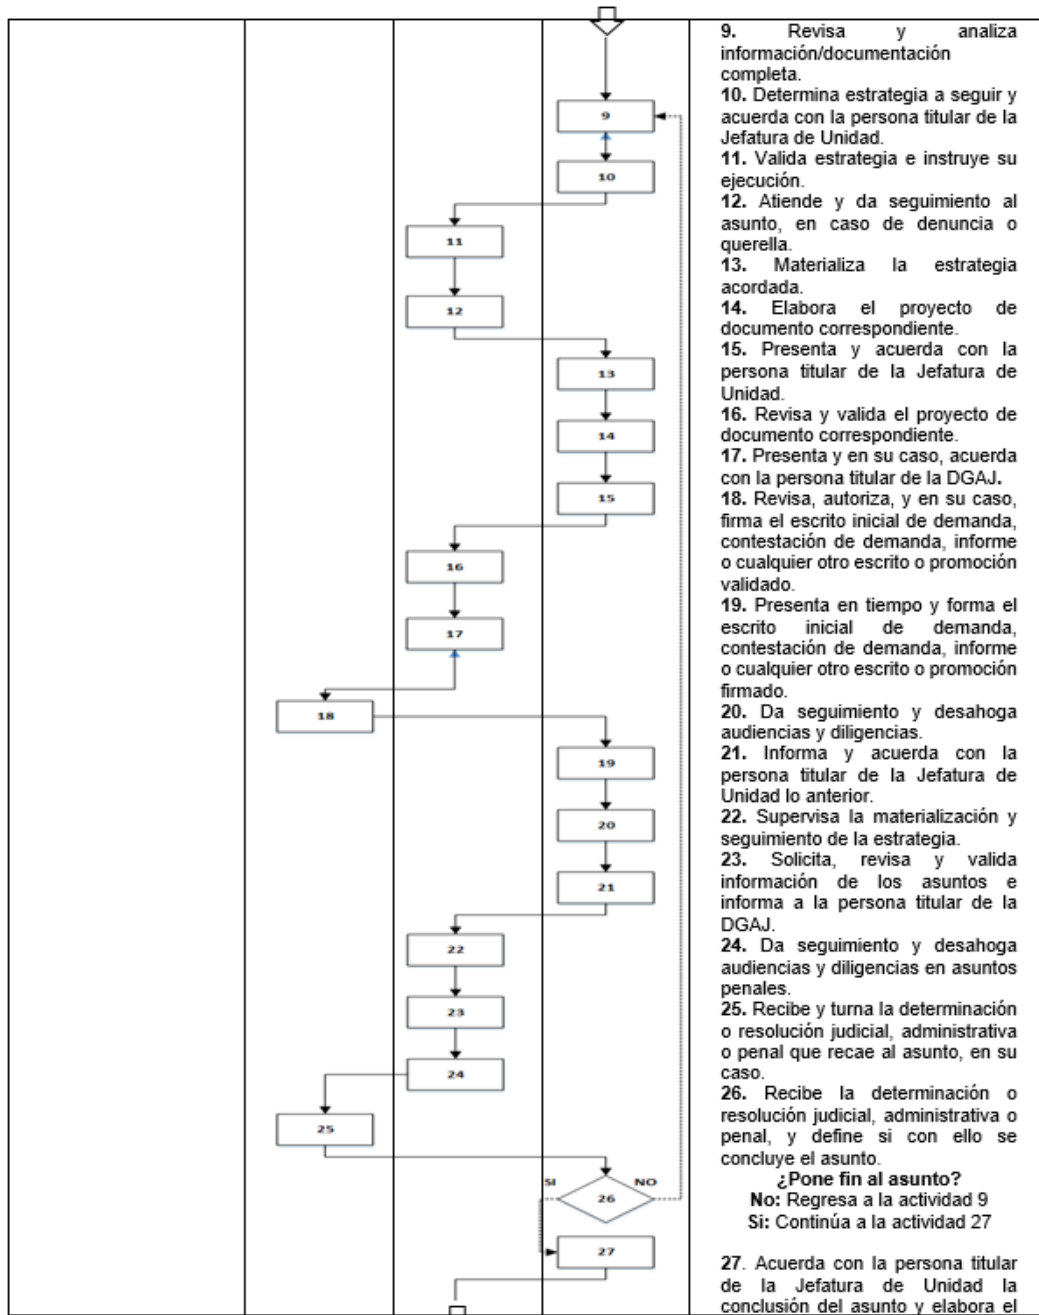 9
10
11
12
13
14
15
16
17
18
19
20
21
22
23
24
25
SI
NO
26
27
9. Revisa y analiza
información/documentación
completa.
10. Determina estrategia a seguir y
acuerda con la persona titular de la
Jefatura de Unidad.
11. Valida estrategia e instruye su
ejecución.
12. Atiende y da seguimiento al
asunto, en caso de denuncia o
querella.
13. Materializa la estrategia
acordada.
14. Elabora el proyecto de
documento correspondiente.
15. Presenta y acuerda con la
persona titular de la Jefatura de
Unidad.
16. Revisa y valida el proyecto de
documento correspondiente.
17. Presenta y en su caso, acuerda
con la persona titular de la DGAJ.
18. Revisa, autoriza, y en su caso,
firma el escrito inicial de demanda,
contestación de demanda, informe
o cualquier otro escrito o promoción
validado.
19. Presenta en tiempo y forma el
escrito inicial de demanda,
contestación de demanda, informe
o cualquier otro escrito o promoción
firmado.
20. Da seguimiento y desahoga
audiencias y diligencias.
21. Informa y acuerda con la
persona titular de la Jefatura de
Unidad lo anterior.
22. Supervisa la materialización y
seguimiento de la estrategia.
23. Solicita, revisa y valida
información de los asuntos e
informa a la persona titular de la
DGAJ.
24. Da seguimiento y desahoga
audiencias y diligencias en asuntos
penales.
25. Recibe y turna la determinación
o resolución judicial, administrativa
o penal que recae al asunto, en su
caso.
26. Recibe la determinación o
resolución judicial, administrativa o
penal, y define si con ello se
concluye el asunto.
¿Pone fin al asunto?
No: Regresa a la actividad 9
Si: Continúa a la actividad 27
27. Acuerda con la persona titular
de la Jefatura de Unidad la
conclusión del asunto y elabora el